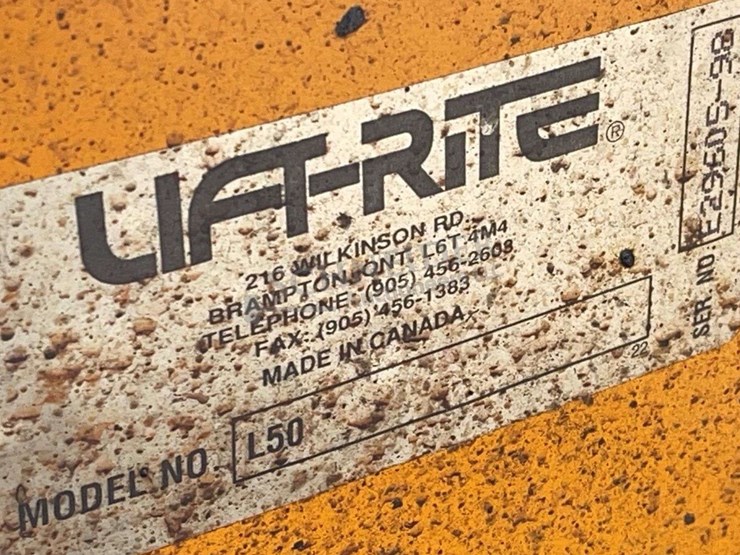 LIFT-RITE®
216 WILKINSON RD.
BRAMPTON, ONT. L6T 4M4
TELEPHONE: (905) 456-2603
FAX: (905) 456-1383
MADE IN CANADA
22
MODEL NO. L50
SER NO E29605-98